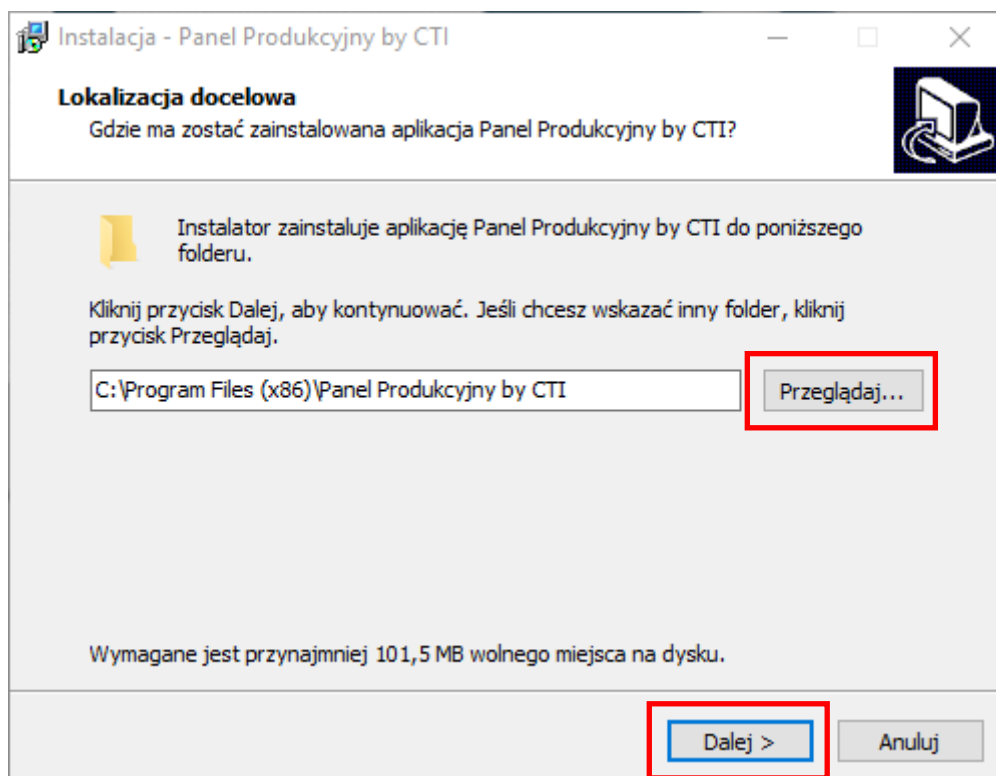 Instalacja - Panel Produkcyjny by CTI
Lokalizacja docelowa
Gdzie ma zostać zainstalowana aplikacja Panel Produkcyjny by CTI?
Instalator zainstaluje aplikację Panel Produkcyjny by CTI do poniższego
folderu.
Kliknij przycisk Dalej, aby kontynuować. Jeśli chcesz wskazać inny folder, kliknij
przycisk Przeglądaj.
C:\Program Files (x86)\Panel Produkcyjny by CTI
Przeglądaj...
Wymagane jest przynajmniej 101,5 MB wolnego miejsca na dysku.
Dalej >
Anuluj